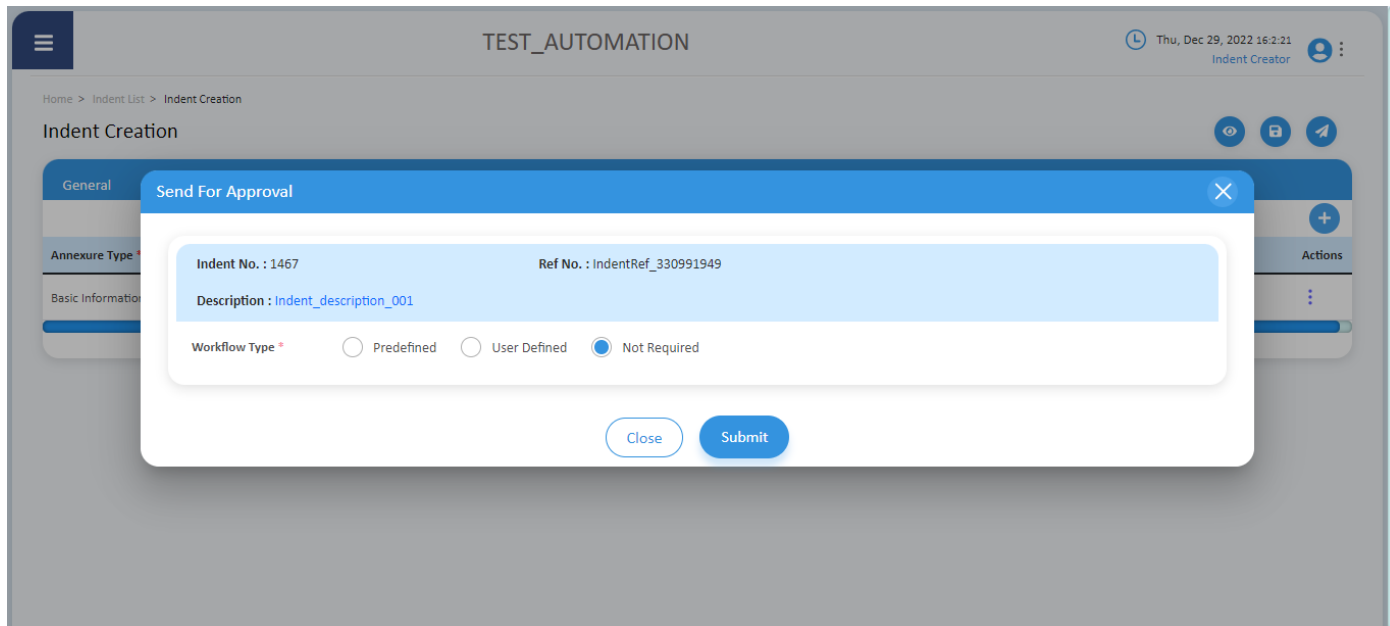 TEST_AUTOMATION
Thu, Dec 29, 2022 16:2:21
Indent Creator
Home > Indent List > Indent Creation
Indent Creation
General
Send For Approval
Annexure Type *
Actions
Indent No. : 1467 Ref No. : IndentRef_330991949
Basic Information
Description : Indent_description_001
Workflow Type * Predefined User Defined Not Required
Close Submit